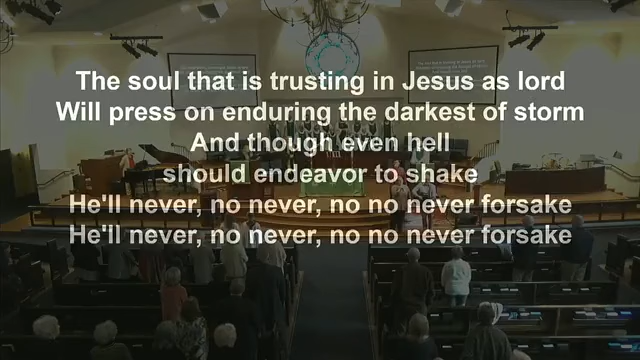 The soul that is trusting in Jesus as lord
Will press on enduring the darkest of storm
And though even hell
should endeavor to shake
He'll never, no never, no no never forsake
He'll never, no never, no no never forsake